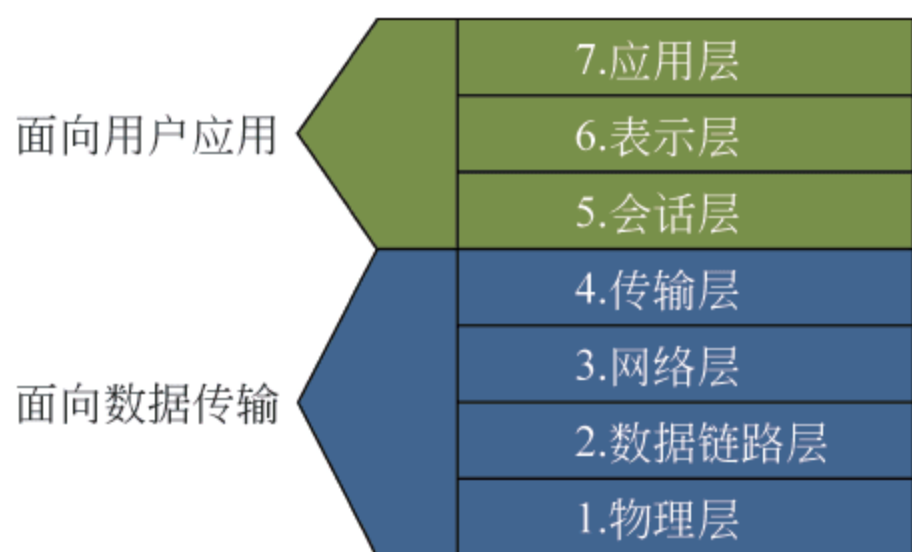 7.应用层
面向用户应用
6.表示层
5.会话层
4.传输层
3.网络层
面向数据传输
2.数据链路层
1.物理层